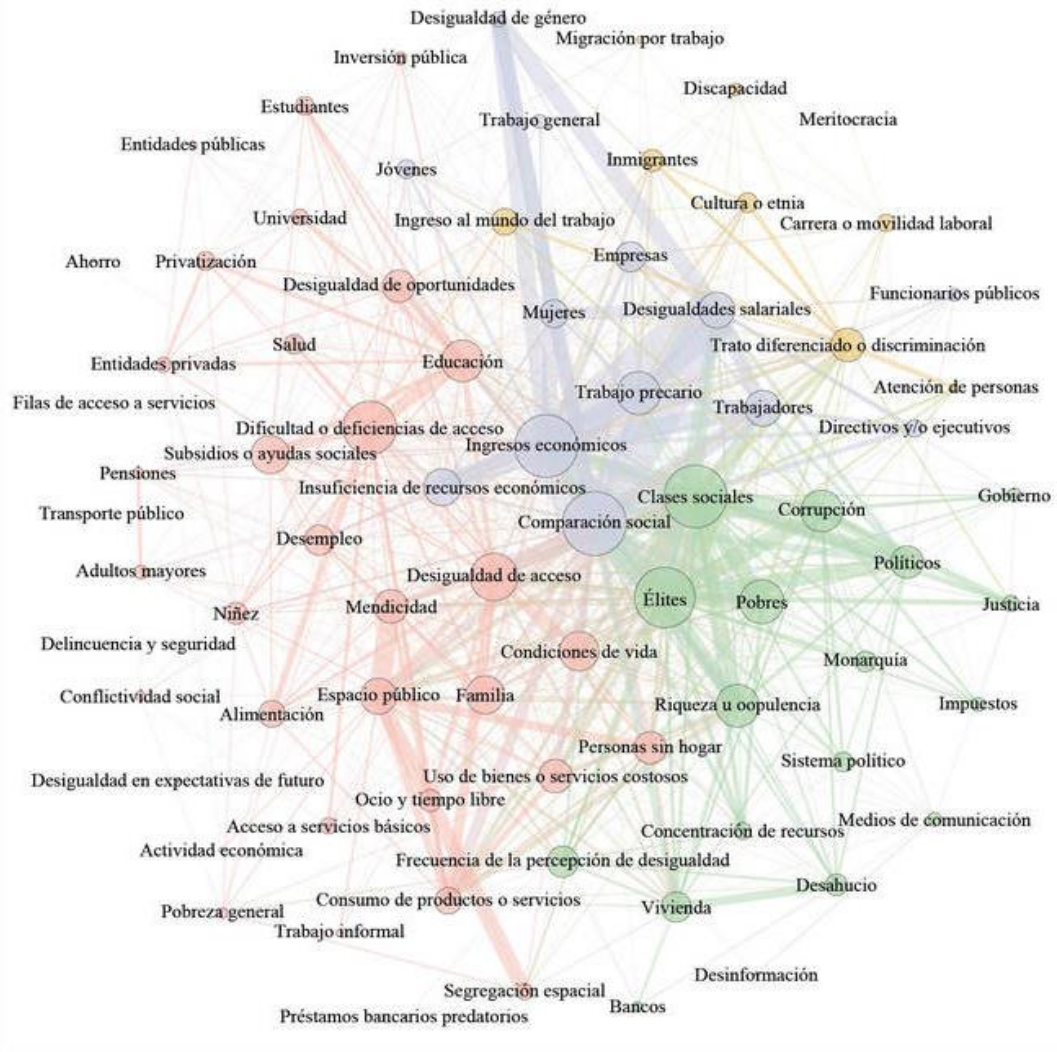 Desigualdad de género
Migración por trabajo
Inversión pública
Discapacidad
Estudiantes
Trabajo general
Meritocracia
Entidades públicas
Inmigrantes
Jóvenes
Cultura o etnia
Universidad
Ingreso al mundo del trabajo
Carrera o movilidad laboral
Empresas
Ahorro
Privatización
Desigualdad de oportunidades
Funcionarios públicos
Mujeres
Desigualdades salariales
Salud
Trato diferenciado o discriminación
Entidades privadas
Educación
Atención de personas
Trabajo precario
Filas de acceso a servicios
Trabajadores
Dificultad o deficiencias de acceso
Directivos y/o ejecutivos
Ingresos económicos
Subsidios o ayudas sociales
Pensiones
Insuficiencia de recursos económicos
Clases sociales
Gobierno
Corrupción
Transporte público
Comparación social
Desempleo
Políticos
Adultos mayores
Desigualdad de acceso
Élites
Pobres
Justicia
Niñez
Mendicidad
Delincuencia y seguridad
Condiciones de vida
Monarquía
Conflictividad social
Espacio público
Familia
Riqueza u oopulencia
Impuestos
Alimentación
Personas sin hogar
Sistema político
Desigualdad en expectativas de futuro
Uso de bienes o servicios costosos
Ocio y tiempo libre
Medios de comunicación
Acceso a servicios básicos
Concentración de recursos
Actividad económica
Frecuencia de la percepción de desigualdad
Desahucio
Consumo de productos o servicios
Vivienda
Pobreza general
Trabajo informal
Desinformación
Segregación espacial
Bancos
Préstamos bancarios predatorios